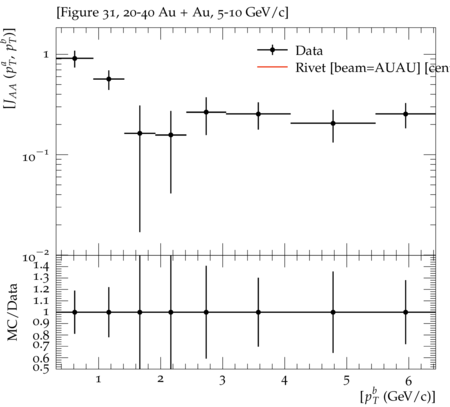 [Figure 31, 20-40 Au + Au, 5-10 GeV/c]
[J_AA (p_T^a, p_T^b)]
Data
Rivet [beam=AUAU] [cen
1
10^−1
10^−2
MC/Data
1.4
1.3
1.2
1.1
1
0.9
0.8
0.7
0.6
0.5
1 2 3 4 5 6
[p_T^b (GeV/c)]